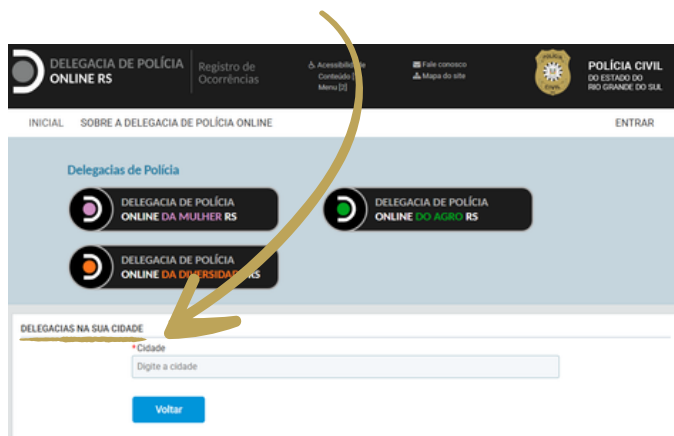 DELEGACIA DE POLÍCIA
ONLINE RS
Registro de
Ocorrências
Acessibilidade
Conteúdo [
Menu [2]
Fale conosco
Mapa do site
POLÍCIA CIVIL
DO ESTADO DO
RIO GRANDE DO SUL
INICIAL SOBRE A DELEGACIA DE POLÍCIA ONLINE ENTRAR
Delegacias de Polícia
DELEGACIA DE POLÍCIA
ONLINE DA MULHER RS
DELEGACIA DE POLÍCIA
ONLINE DO AGRO RS
DELEGACIA DE POLÍCIA
ONLINE DA DIVERSIDADE RS
DELEGACIAS NA SUA CIDADE
*Cidade
Digite a cidade
Voltar